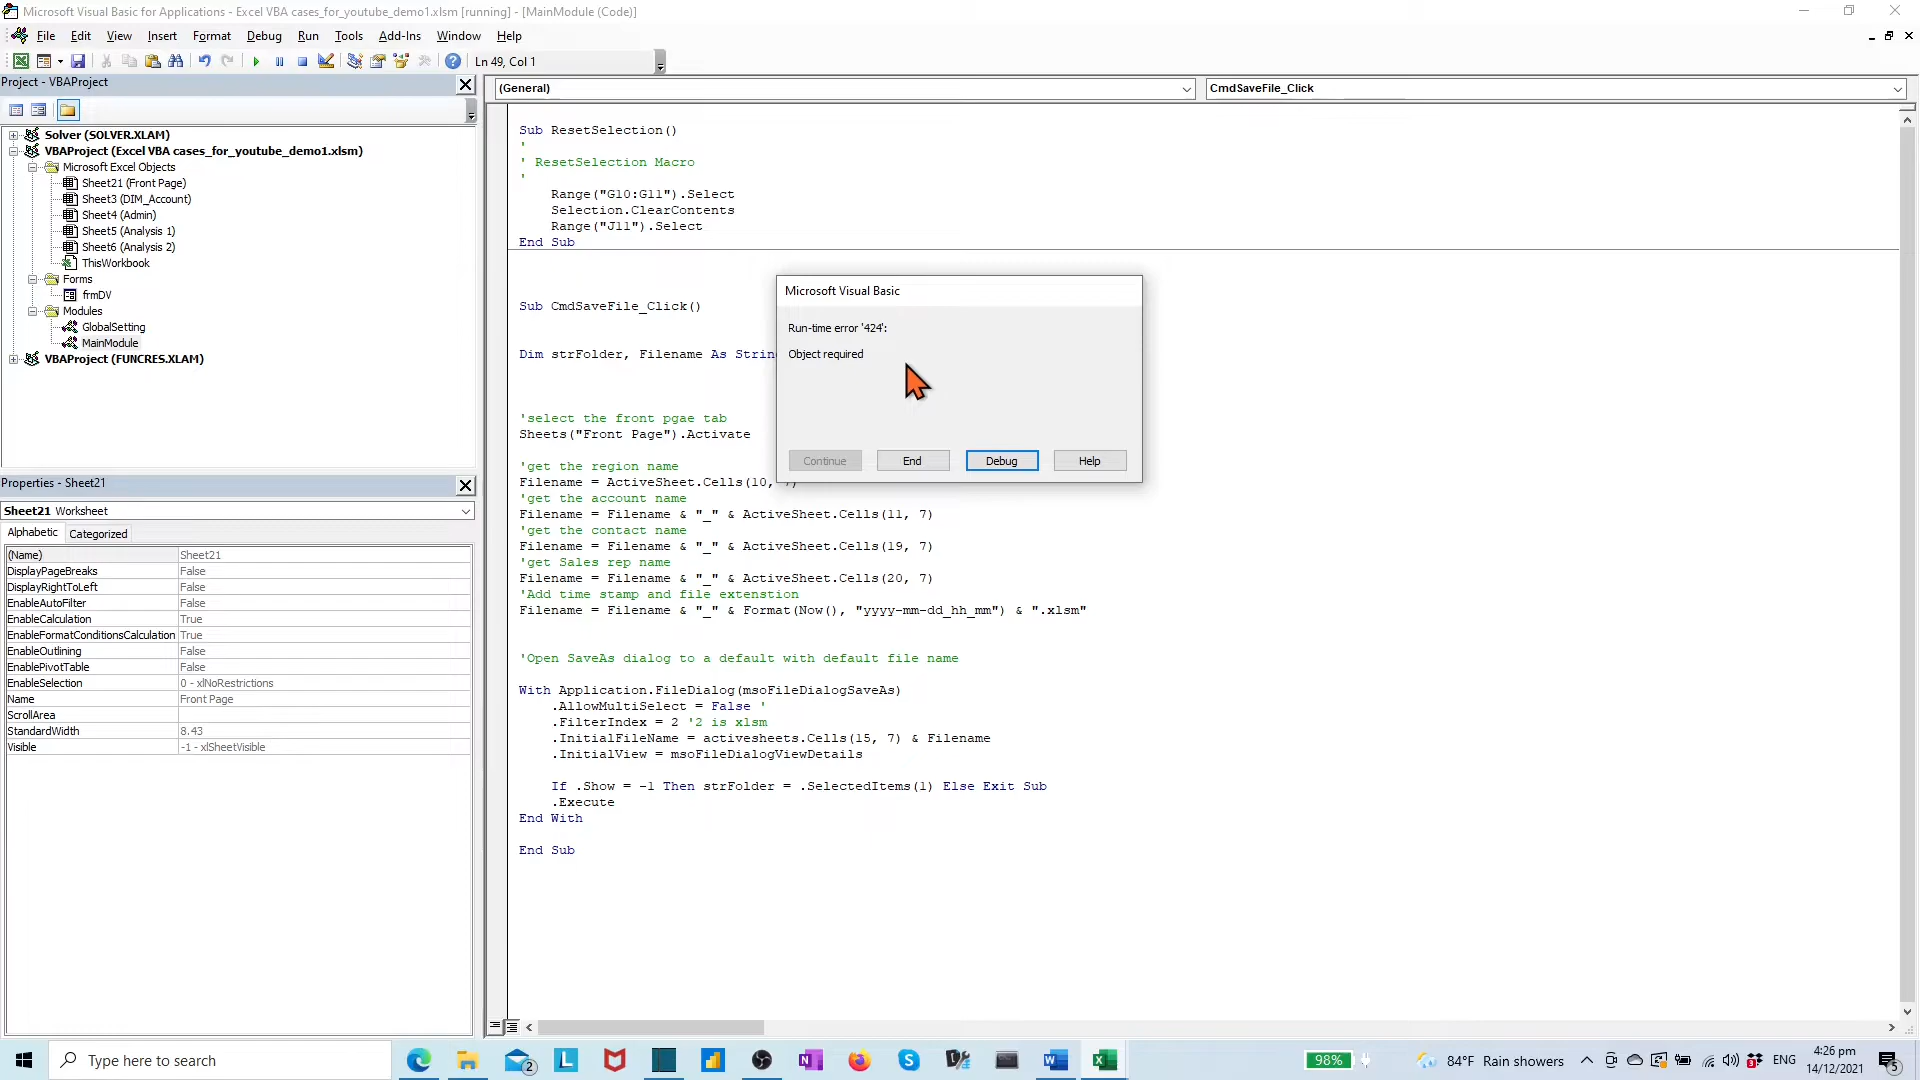 Microsoft Visual Basic for Applications - Excel VBA cases_for_youtube_demo1.xlsm [running] - [MainModule (Code)]
File Edit View Insert Format Debug Run Tools Add-Ins Window Help
Ln 49, Col 1
Project - VBAProject
Solver (SOLVER.XLAM)
VBAProject (Excel VBA cases_for_youtube_demo1.xlsm)
Microsoft Excel Objects
Sheet21 (Front Page)
Sheet3 (DIM_Account)
Sheet4 (Admin)
Sheet5 (Analysis 1)
Sheet6 (Analysis 2)
ThisWorkbook
Forms
frmDV
Modules
GlobalSetting
MainModule
VBAProject (FUNCRES.XLAM)
Properties - Sheet21
Sheet21 Worksheet
Alphabetic Categorized
(Name) Sheet21
DisplayPageBreaks False
DisplayRightToLeft False
EnableAutoFilter False
EnableCalculation True
EnableFormatConditionsCalculation True
EnableOutlining False
EnablePivotTable False
EnableSelection 0 - xlNoRestrictions
Name Front Page
ScrollArea
StandardWidth 8.43
Visible -1 - xlSheetVisible
(General) CmdSaveFile_Click
Sub ResetSelection()
'
' ResetSelection Macro
'
Range("G10:G11").Select
Selection.ClearContents
Range("J11").Select
End Sub
Sub CmdSaveFile_Click()
Dim strFolder, Filename As Strin
'select the front pgae tab
Sheets("Front Page").Activate
'get the region name
Filename = ActiveSheet.Cells(10, 7)
'get the account name
Filename = Filename & "_" & ActiveSheet.Cells(11, 7)
'get the contact name
Filename = Filename & "_" & ActiveSheet.Cells(19, 7)
'get Sales rep name
Filename = Filename & "_" & ActiveSheet.Cells(20, 7)
'Add time stamp and file extenstion
Filename = Filename & "_" & Format(Now(), "yyyy-mm-dd_hh_mm") & ".xlsm"
'Open SaveAs dialog to a default with default file name
With Application.FileDialog(msoFileDialogSaveAs)
.AllowMultiSelect = False '
.FilterIndex = 2 '2 is xlsm
.InitialFileName = activesheets.Cells(15, 7) & Filename
.InitialView = msoFileDialogViewDetails
If .Show = -1 Then strFolder = .SelectedItems(1) Else Exit Sub
.Execute
End With
End Sub
Microsoft Visual Basic
Run-time error '424':
Object required
Continue End Debug Help
Type here to search
2
98%
84°F Rain showers
ENG
4:26 pm
14/12/2021
5